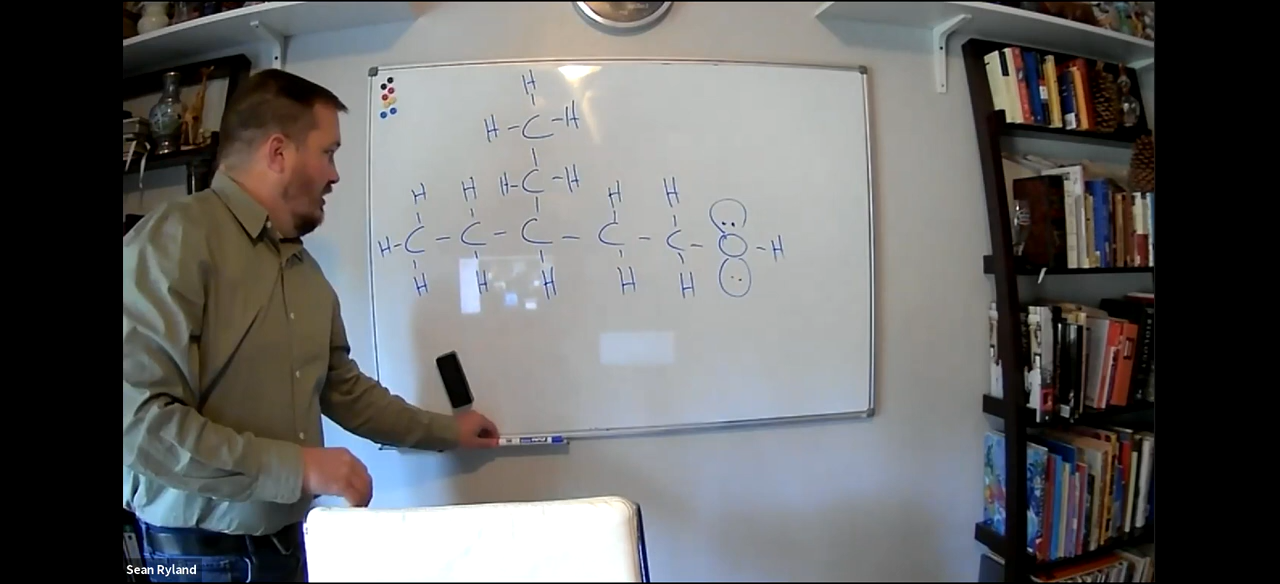 H
H-C-H
H-C-H
H H H H
H-C-C-C-C-C-O-H
H H H H H
Sean Ryland